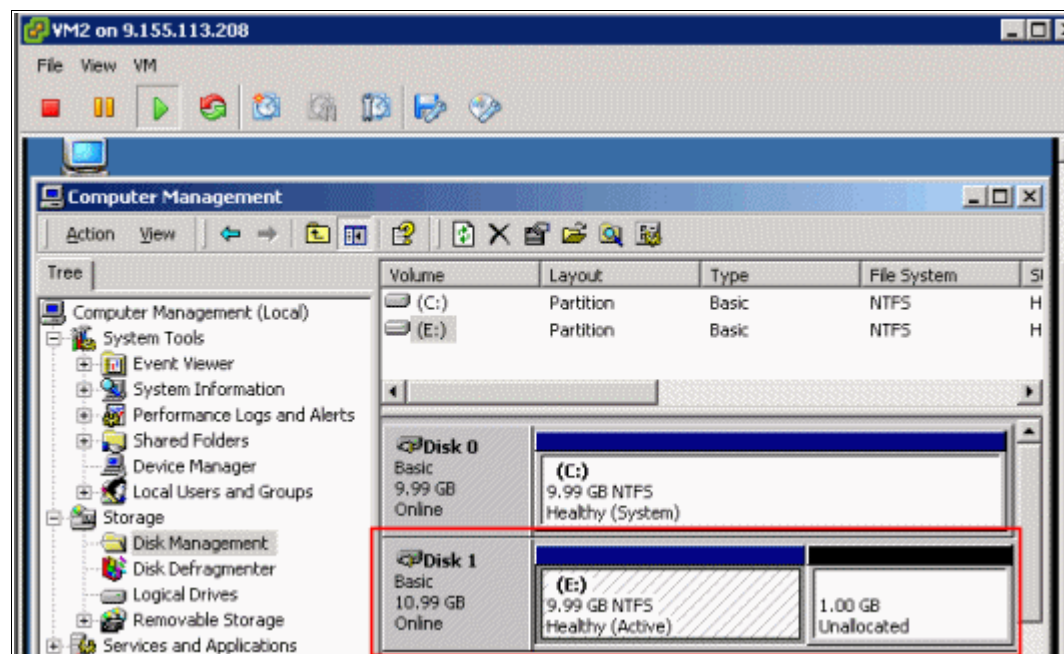 VM2 on 9.155.113.208
File View VM
Computer Management
Action View
Tree
Volume Layout Type File System
(C:) Partition Basic NTFS H
(E:) Partition Basic NTFS H
Computer Management (Local)
System Tools
Event Viewer
System Information
Performance Logs and Alerts
Shared Folders
Device Manager
Local Users and Groups
Storage
Disk Management
Disk Defragmenter
Logical Drives
Removable Storage
Services and Applications
Disk 0
Basic
9.99 GB
Online
(C:)
9.99 GB NTFS
Healthy (System)
Disk 1
Basic
10.99 GB
Online
(E:)
9.99 GB NTFS
Healthy (Active)
1.00 GB
Unallocated